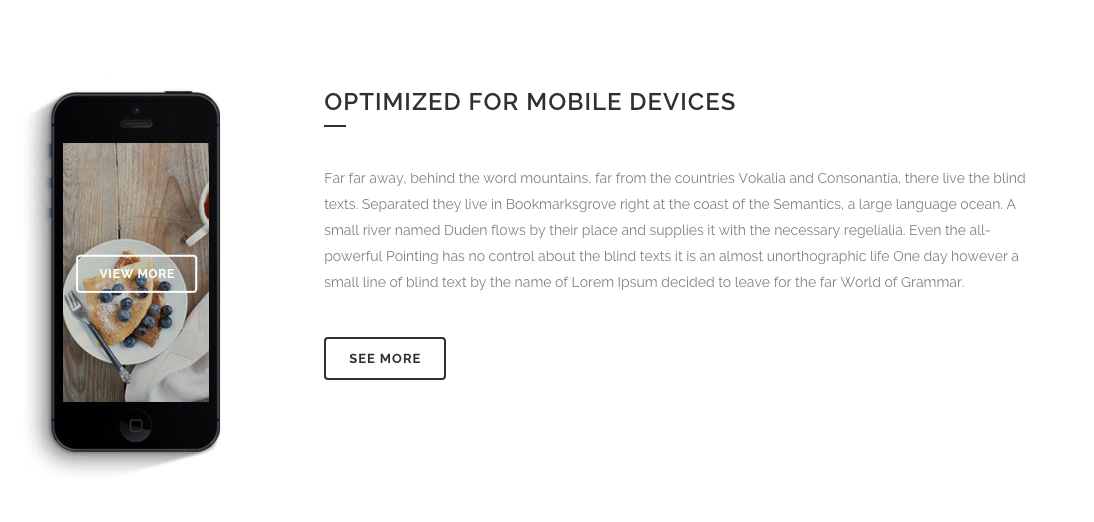 OPTIMIZED FOR MOBILE DEVICES
Far far away, behind the word mountains, far from the countries Vokalia and Consonantia, there live the blind
texts. Separated they live in Bookmarksgrove right at the coast of the Semantics, a large language ocean. A
small river named Duden flows by their place and supplies it with the necessary regelialia. Even the all-
powerful Pointing has no control about the blind texts it is an almost unorthographic life One day however a
small line of blind text by the name of Lorem Ipsum decided to leave for the far World of Grammar.
VIEW MORE
SEE MORE